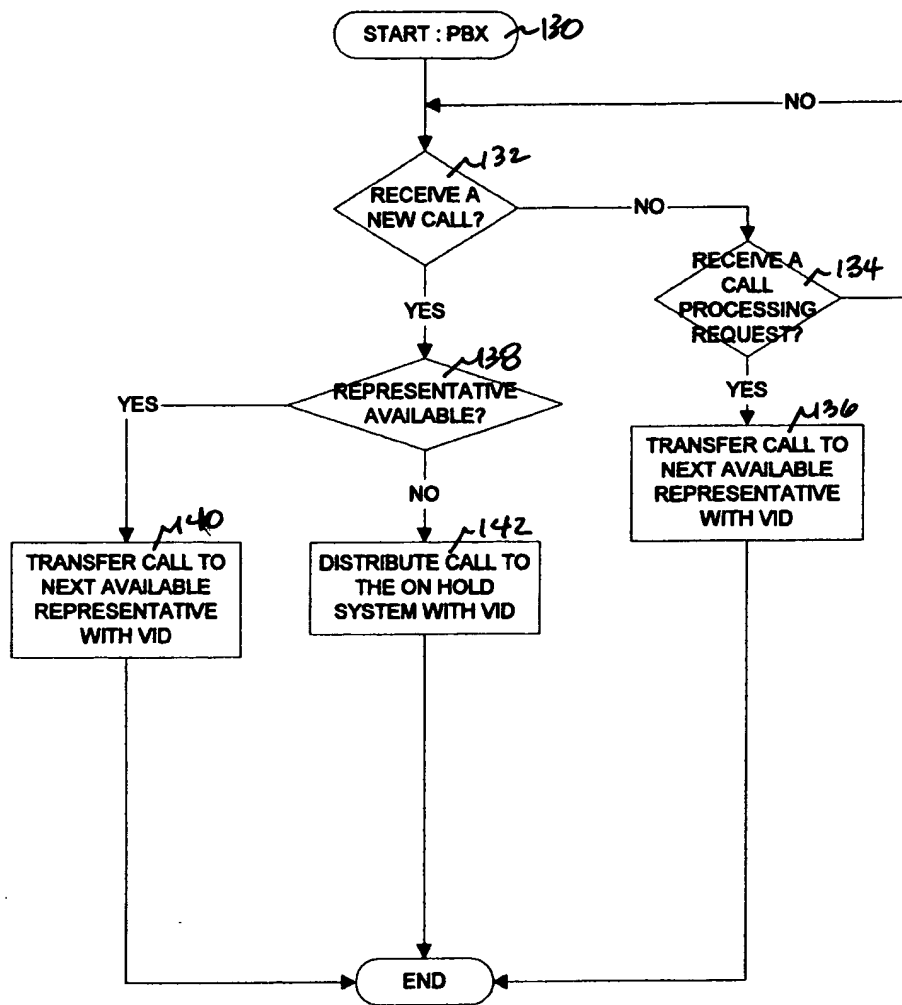 START : PBX 130
NO
132
RECEIVE A
NEW CALL?
NO
RECEIVE A
CALL
PROCESSING
REQUEST?
134
YES
138
REPRESENTATIVE
AVAILABLE?
YES
YES
136
TRANSFER CALL TO
NEXT AVAILABLE
REPRESENTATIVE
WITH VID
NO
140
TRANSFER CALL TO
NEXT AVAILABLE
REPRESENTATIVE
WITH VID
142
DISTRIBUTE CALL TO
THE ON HOLD
SYSTEM WITH VID
END